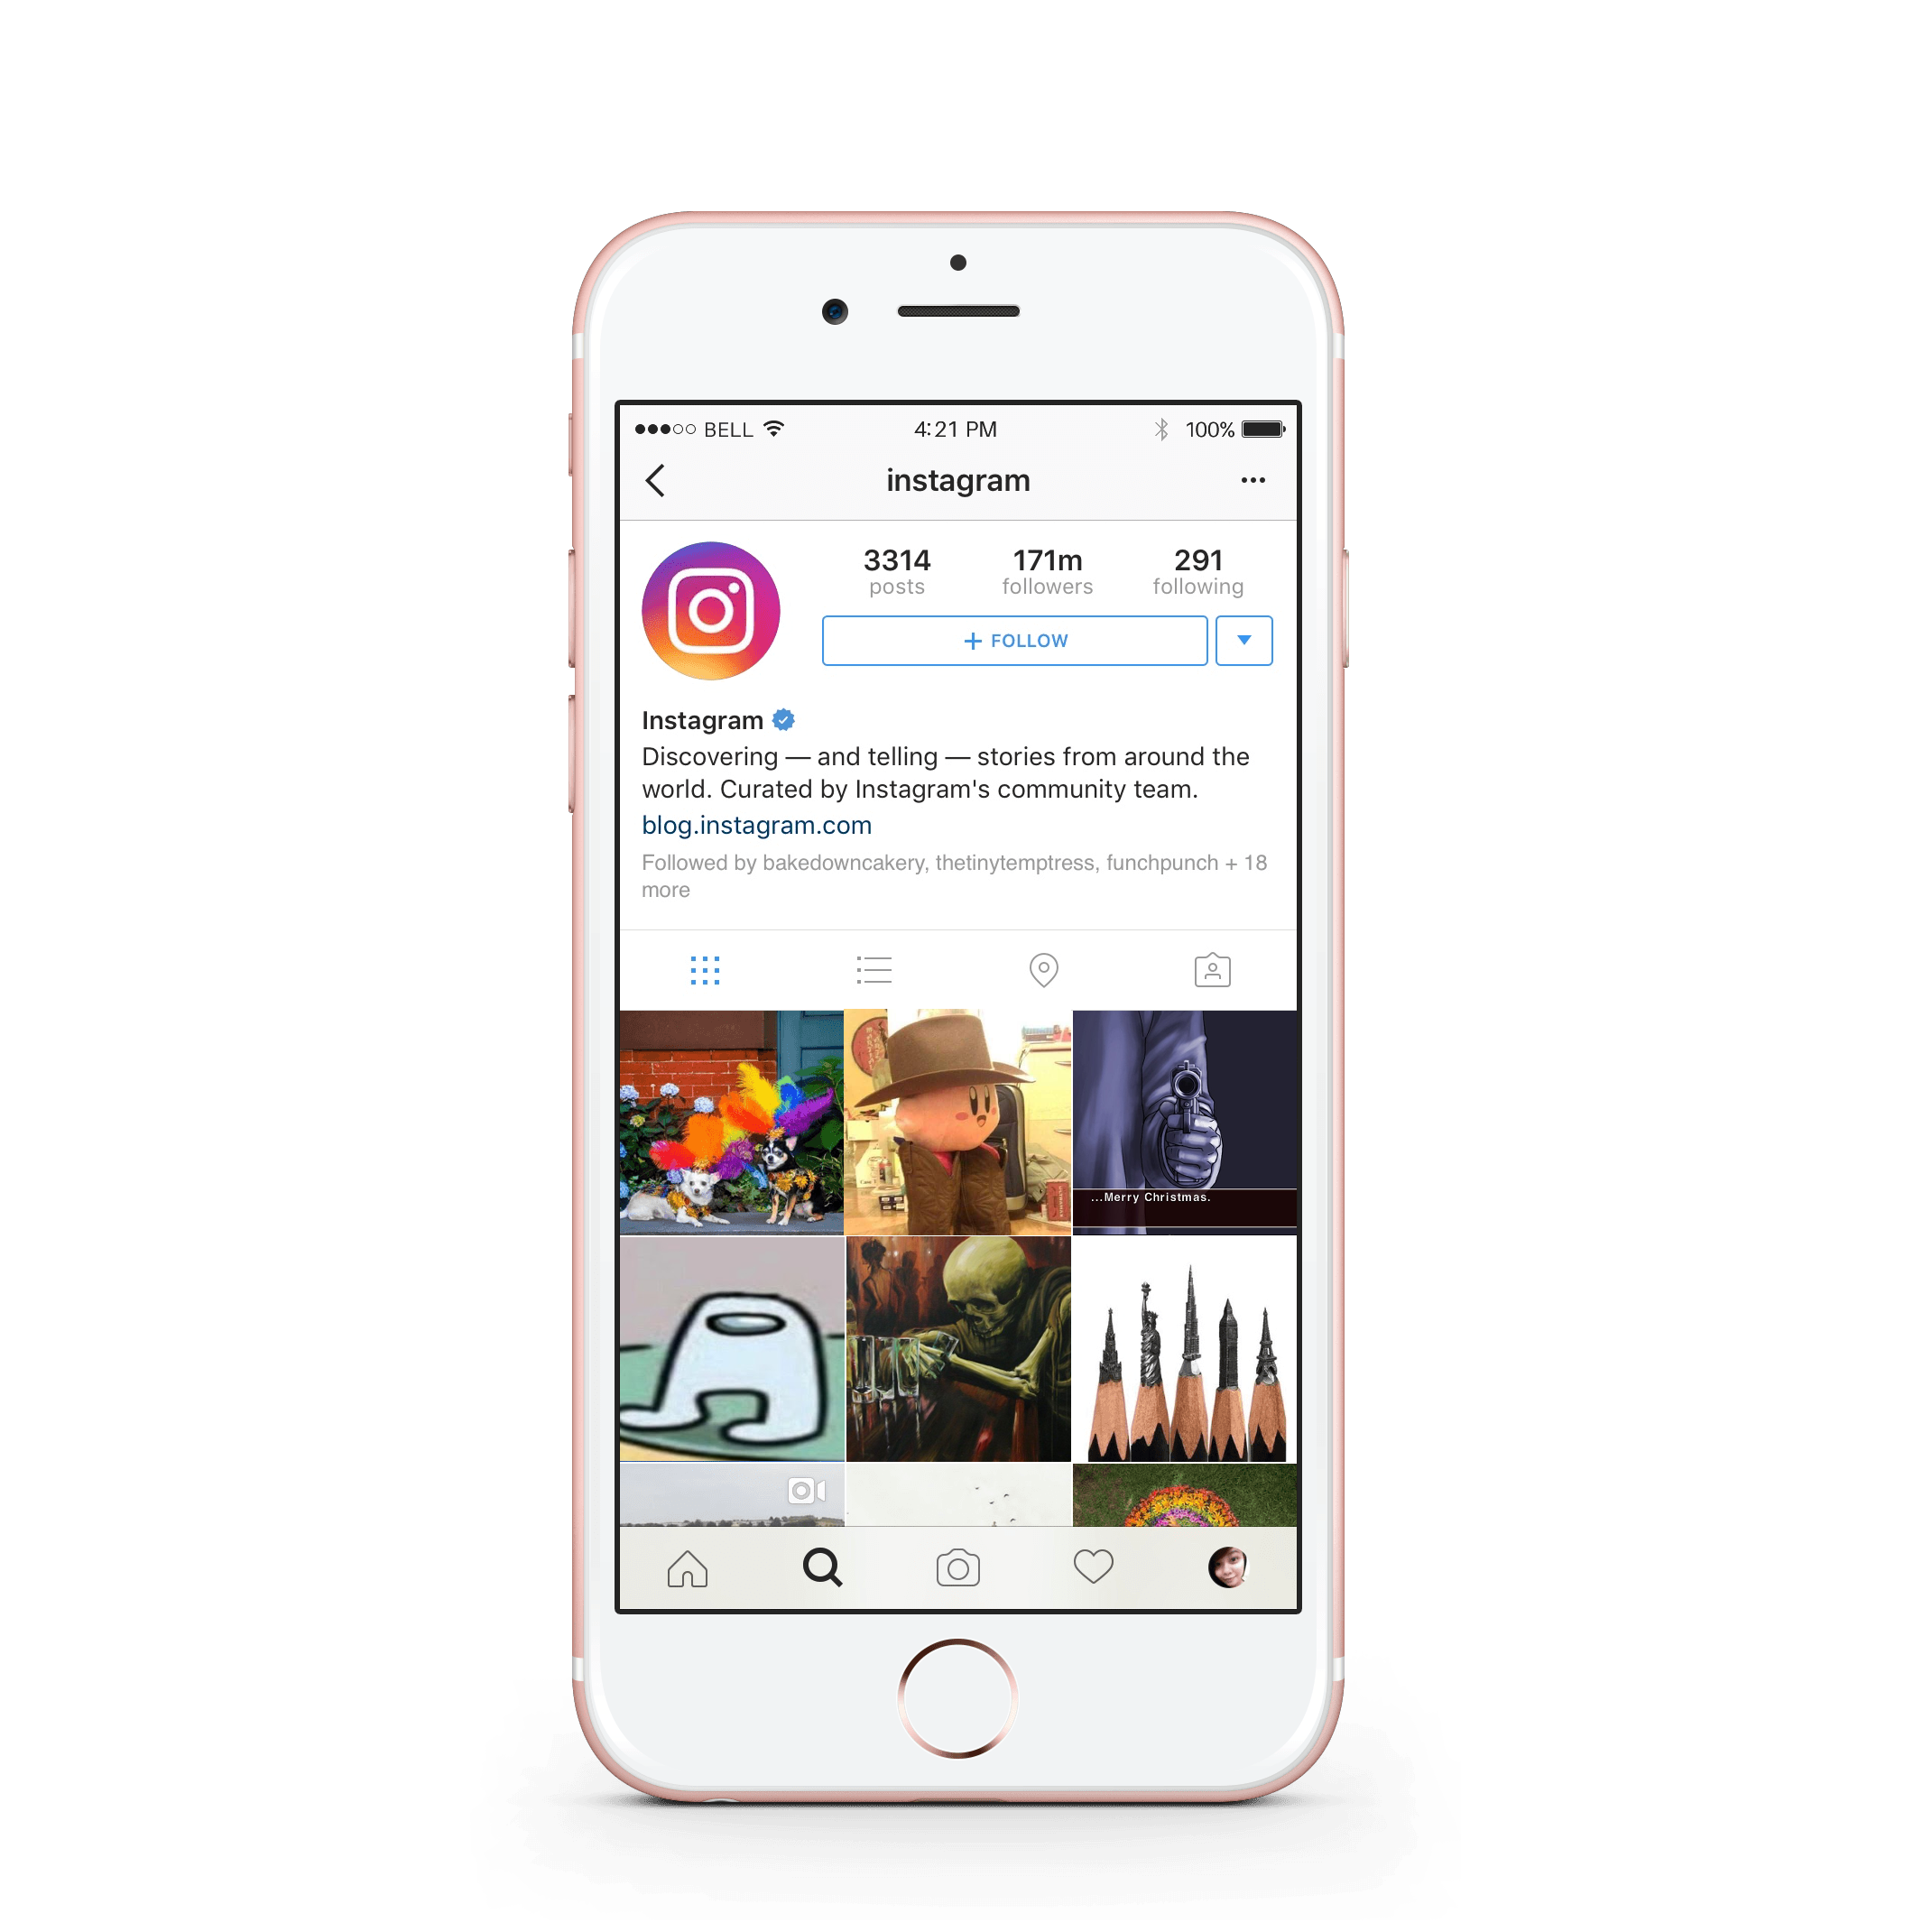 BELL 4:21 PM 100%
instagram
3314 171m 291
posts followers following
+ FOLLOW
Instagram
Discovering — and telling — stories from around the
world. Curated by Instagram's community team.
blog.instagram.com
Followed by bakedowncakery, thetinytemptress, funchpunch + 18
more
...Merry Christmas.